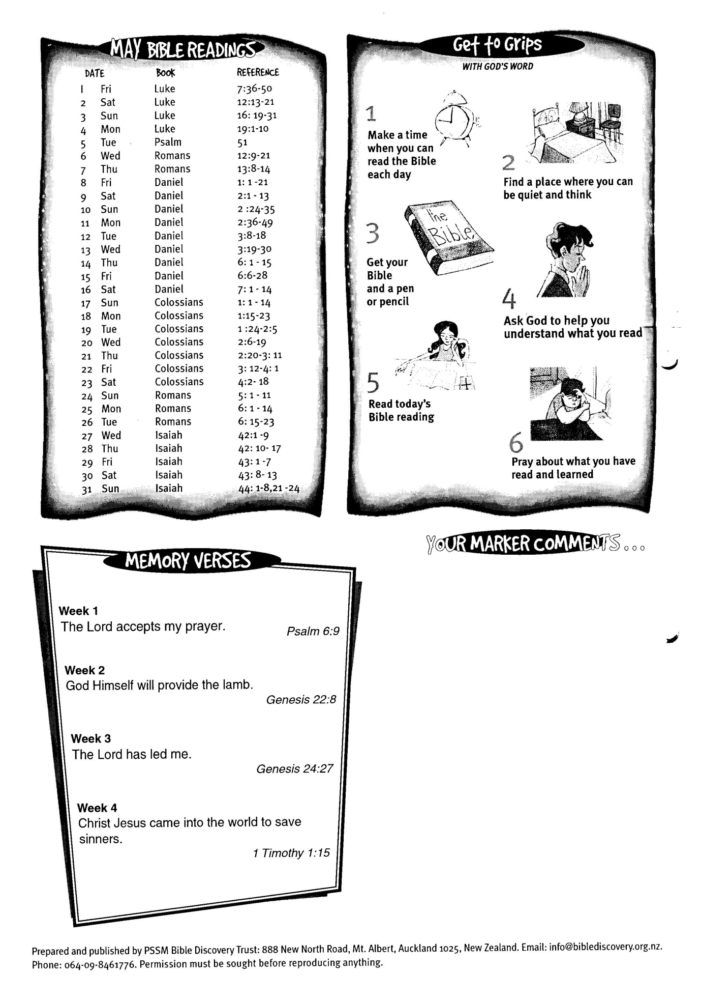 MAY BIBLE READINGS
DATE Book REFERENCE
1 Fri Luke 7:36-50
2 Sat Luke 12:13-21
3 Sun Luke 16: 19-31
4 Mon Luke 19:1-10
5 Tue Psalm 51
6 Wed Romans 12:9-21
7 Thu Romans 13:8-14
8 Fri Daniel 1: 1 -21
9 Sat Daniel 2:1 - 13
10 Sun Daniel 2 :24-35
11 Mon Daniel 2:36-49
12 Tue Daniel 3:8-18
13 Wed Daniel 3:19-30
14 Thu Daniel 6: 1 - 15
15 Fri Daniel 6:6-28
16 Sat Daniel 7: 1 - 14
17 Sun Colossians 1: 1 - 14
18 Mon Colossians 1:15-23
19 Tue Colossians 1 :24-2:5
20 Wed Colossians 2:6-19
21 Thu Colossians 2:20-3: 11
22 Fri Colossians 3: 12-4: 1
23 Sat Colossians 4:2- 18
24 Sun Romans 5: 1 - 11
25 Mon Romans 6: 1 - 14
26 Tue Romans 6: 15-23
27 Wed Isaiah 42:1 -9
28 Thu Isaiah 42: 10- 17
29 Fri Isaiah 43: 1 -7
30 Sat Isaiah 43: 8- 13
31 Sun Isaiah 44: 1-8,21 -24
Get to Grips
WITH GOD'S WORD
1
Make a time
when you can
read the Bible
each day
2
Find a place where you can
be quiet and think
the
Bible
3
Get your
Bible
and a pen
or pencil
4
Ask God to help you
understand what you read
5
Read today's
Bible reading
6
Pray about what you have
read and learned
MEMORY VERSES
Week 1
The Lord accepts my prayer.
Psalm 6:9
Week 2
God Himself will provide the lamb.
Genesis 22:8
Week 3
The Lord has led me.
Genesis 24:27
Week 4
Christ Jesus came into the world to save
sinners.
1 Timothy 1:15
YOUR MARKER COMMENTS...
Prepared and published by PSSM Bible Discovery Trust: 888 New North Road, Mt. Albert, Auckland 1025, New Zealand. Email: info@biblediscovery.org.nz.
Phone: 064-09-8461776. Permission must be sought before reproducing anything.